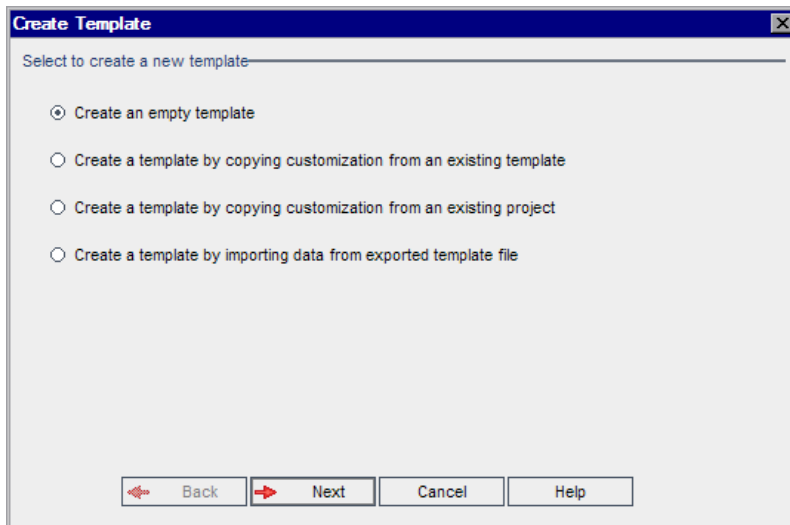 Create Template
Select to create a new template
Create an empty template
Create a template by copying customization from an existing template
Create a template by copying customization from an existing project
Create a template by importing data from exported template file
Back Next Cancel Help